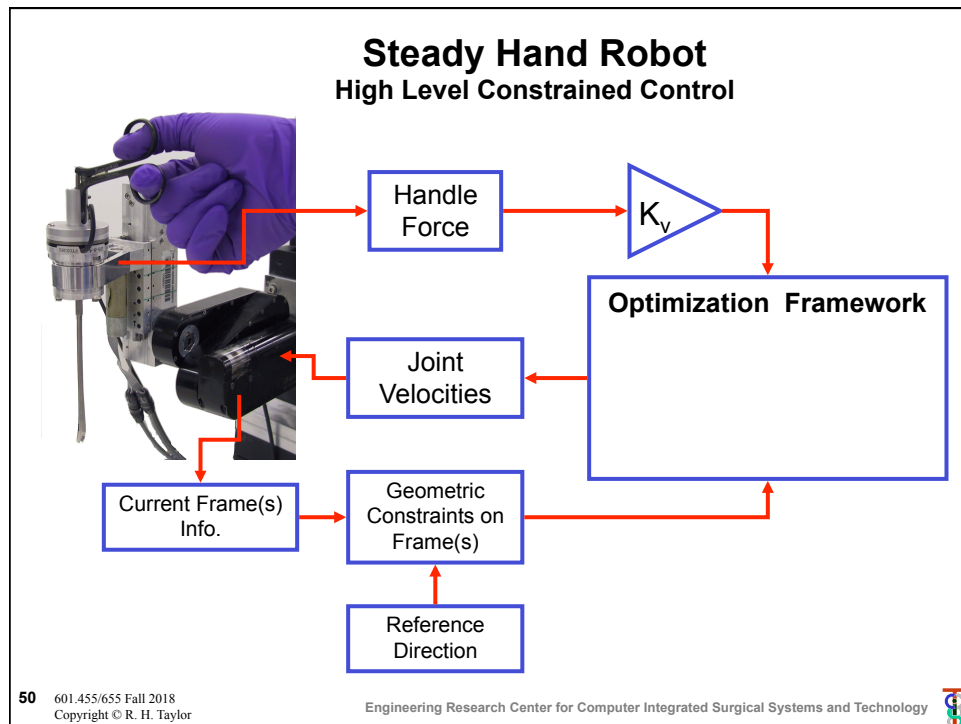 Steady Hand Robot
High Level Constrained Control
Handle
Force
Kv
Optimization Framework
Joint
Velocities
Current Frame(s)
Info.
Geometric
Constraints on
Frame(s)
Reference
Direction
50 601.455/655 Fall 2018
Copyright © R. H. Taylor
Engineering Research Center for Computer Integrated Surgical Systems and Technology